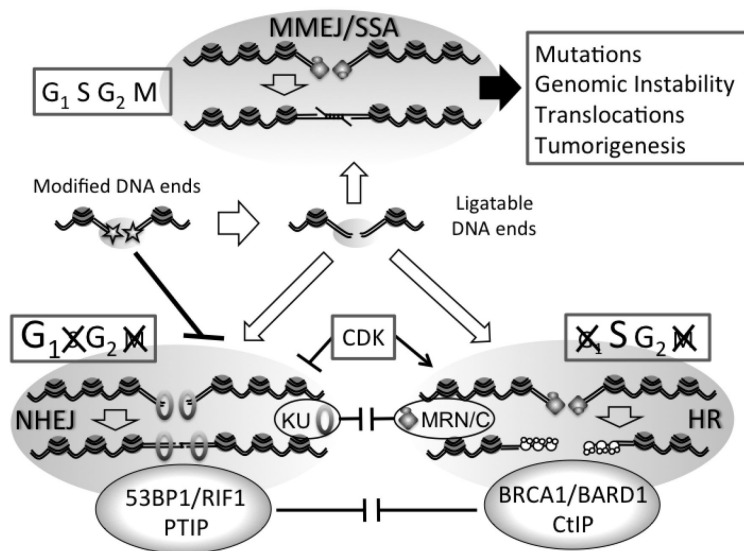 MMEJ/SSA
G₁ S G₂ M
Mutations
Genomic Instability
Translocations
Tumorigenesis
Modified DNA ends
Ligatable
DNA ends
G₁ S G₂ M
CDK
G₁ S G₂ M
NHEJ
KU
MRN/C
HR
53BP1/RIF1
PTIP
BRCA1/BARD1
CtIP